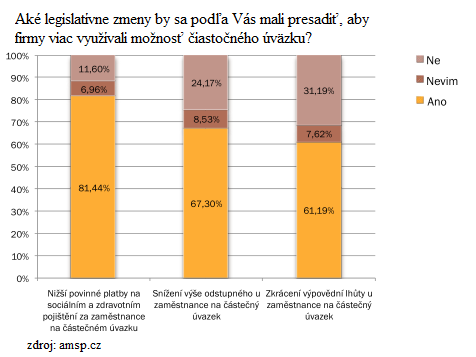 Aké legislatívne zmeny by sa podľa Vás mali presadiť, aby
firmy viac využívali možnosť čiastočného úväzku?
100%
90%
80%
70%
60%
50%
40%
30%
20%
10%
0%
11,60%
6,96%
81,44%
24,17%
8,53%
67,30%
31,19%
7,62%
61,19%
Ne
Nevim
Ano
Nižší povinné platby na
sociálním a zdravotním
pojištění za zaměstnance
na částečném úvazku
Snížení výše odstupného u
zaměstnance na částečný
úvazek
Zkrácení výpovědní lhůty u
zaměstnance na částečný
úvazek
zdroj: amsp.cz